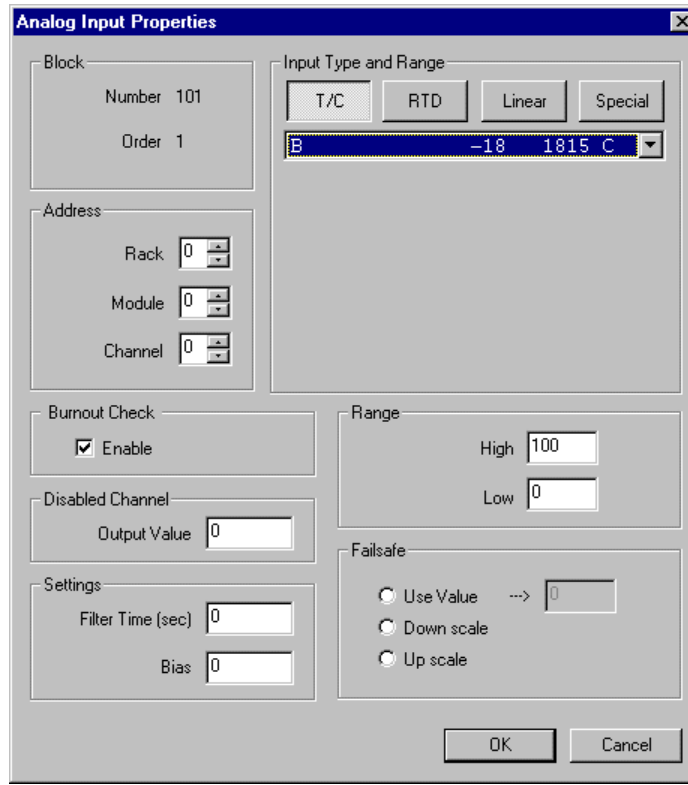 Analog Input Properties
Block
Number 101
Order 1
Input Type and Range
T/C RTD Linear Special
B -18 1815 C
Address
Rack 0
Module 0
Channel 0
Burnout Check
Enable
Range
High 100
Low 0
Disabled Channel
Output Value 0
Failsafe
Use Value ---> 0
Down scale
Up scale
Settings
Filter Time (sec) 0
Bias 0
OK Cancel